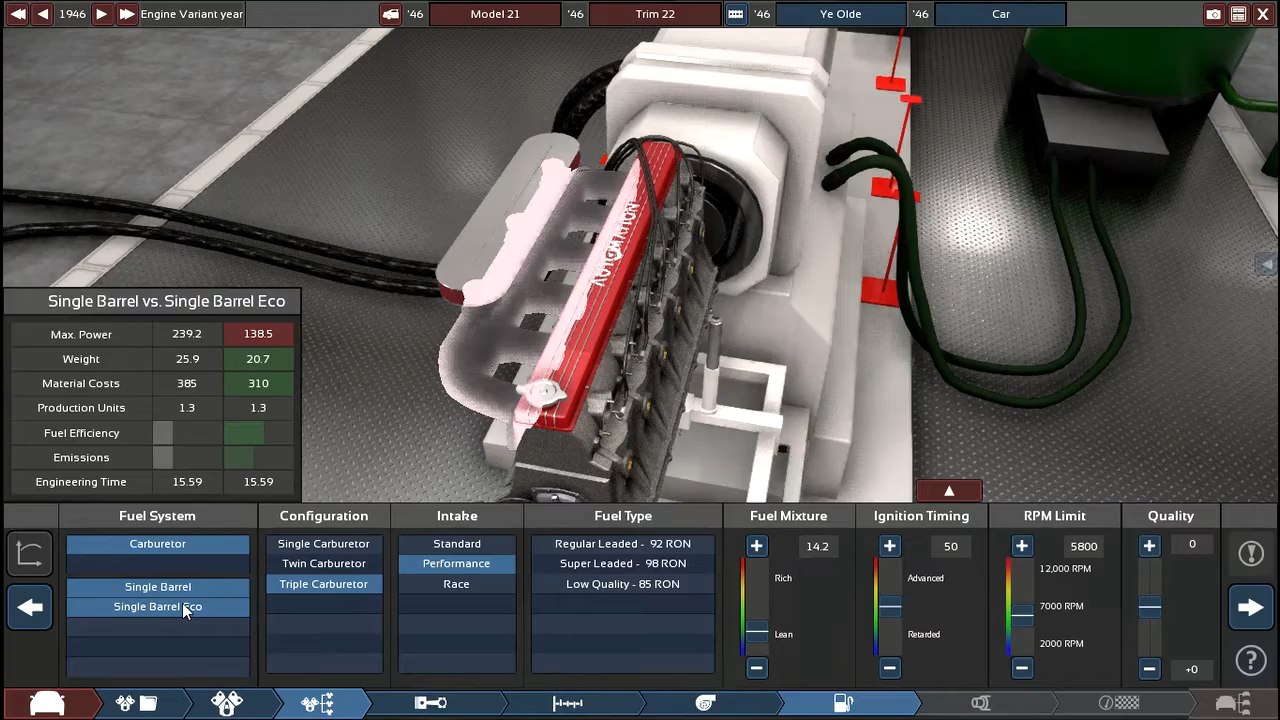 1946 Engine Variant year '46 Model 21 '46 Trim 22 '46 Ye Olde '46 Car
Single Barrel vs. Single Barrel Eco
Max. Power 239.2 138.5
Weight 25.9 20.7
Material Costs 385 310
Production Units 1.3 1.3
Fuel Efficiency
Emissions
Engineering Time 15.59 15.59
Fuel System
Carburetor
Single Barrel
Single Barrel Eco
Configuration
Single Carburetor
Twin Carburetor
Triple Carburetor
Intake
Standard
Performance
Race
Fuel Type
Regular Leaded - 92 RON
Super Leaded - 98 RON
Low Quality - 85 RON
Fuel Mixture
14.2
Rich
Lean
Ignition Timing
50
Advanced
Retarded
RPM Limit
5800
12,000 RPM
7000 RPM
2000 RPM
Quality
0
+0